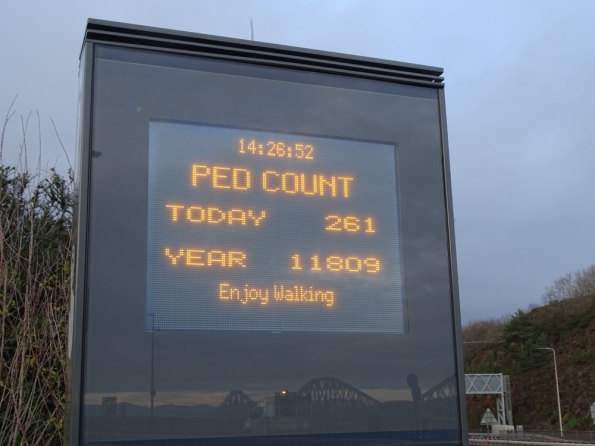 14:26:52
PED COUNT
TODAY 261
YEAR 11809
Enjoy Walking